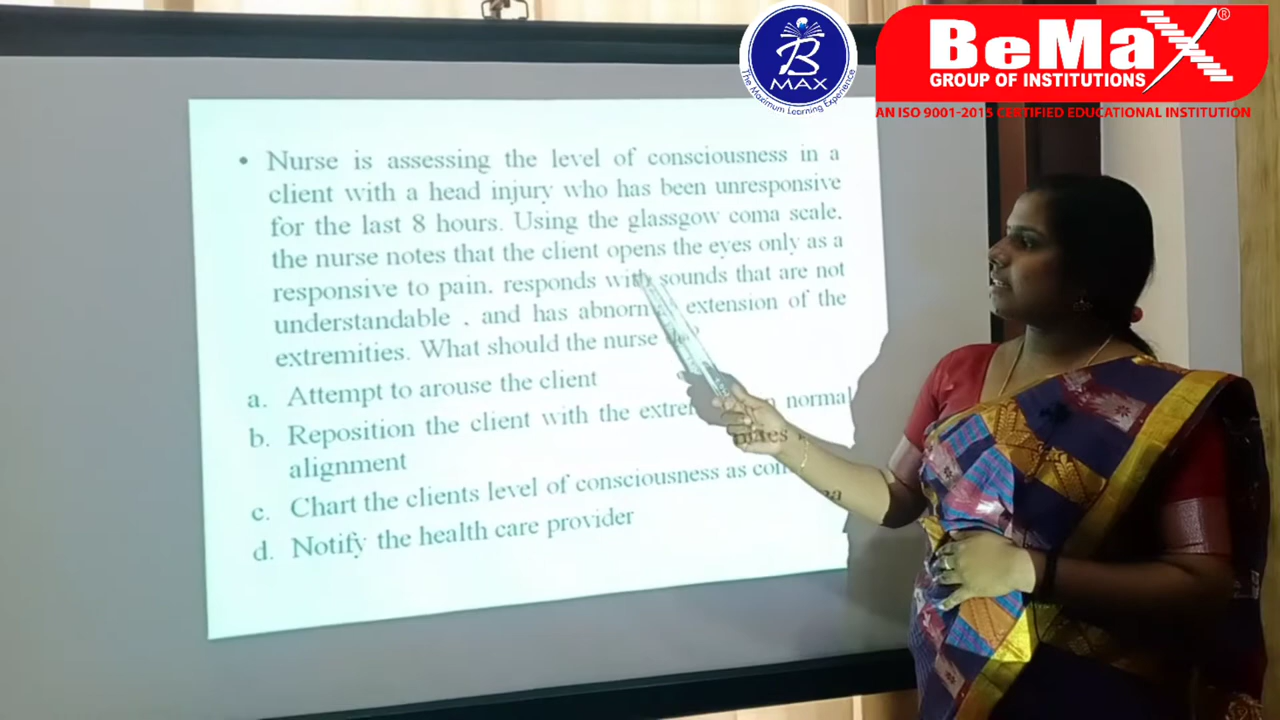 B
MAX
The Maximum Learning Experience
BeMax®
GROUP OF INSTITUTIONS
AN ISO 9001-2015 CERTIFIED EDUCATIONAL INSTITUTION
• Nurse is assessing the level of consciousness in a
client with a head injury who has been unresponsive
for the last 8 hours. Using the glassgow coma scale.
the nurse notes that the client opens the eyes only as a
responsive to pain. responds with sounds that are not
understandable , and has abnorm extension of the
extremities. What should the nurse
a. Attempt to arouse the client
b. Reposition the client with the normal
alignment
c. Chart the clients level of consciousness as
d. Notify the health care provider